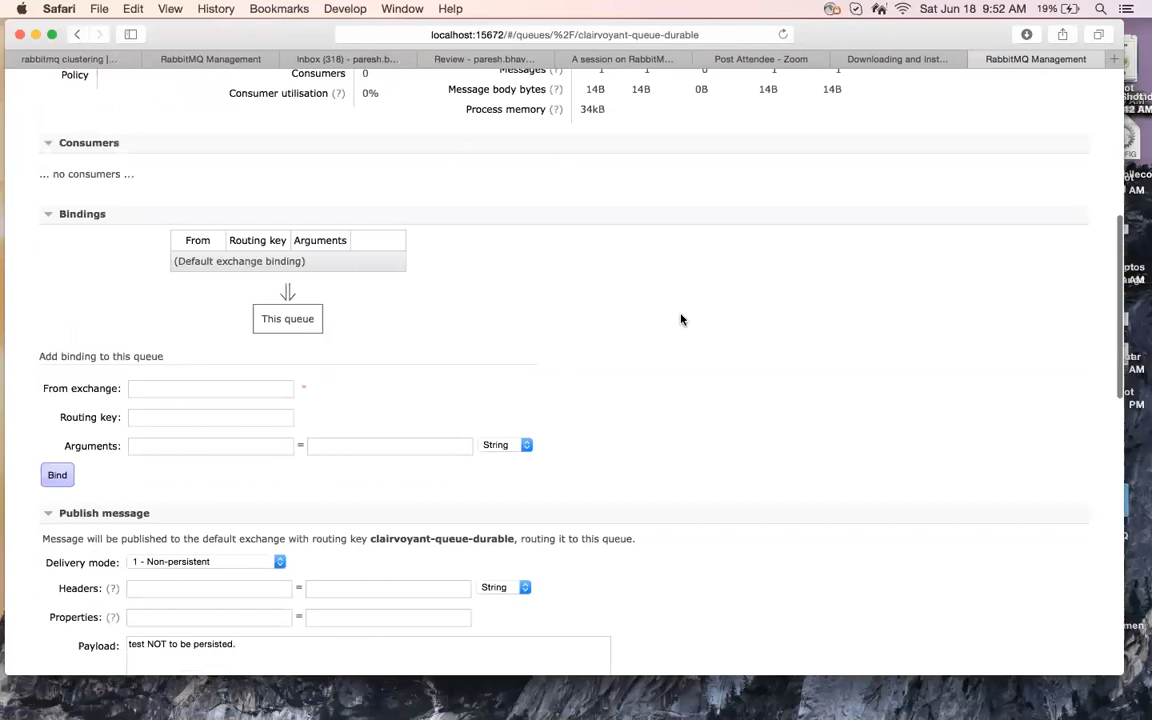 Safari File Edit View History Bookmarks Develop Window Help Sat Jun 18 9:52 AM 19%
localhost:15672/#/queues/%2F/clairvoyant-queue-durable
rabbitmq clustering |... RabbitMQ Management Inbox (318) - paresh.b... Review - paresh.bhav... A session on RabbitM... Post Attendee - Zoom Downloading and Inst... RabbitMQ Management
Policy
Consumers 0
Consumer utilisation (?) 0%
Messages 1 1 0 1 1
Message body bytes (?) 14B 14B 0B 14B 14B
Process memory (?) 34kB
Consumers
... no consumers ...
Bindings
From Routing key Arguments
(Default exchange binding)
This queue
Add binding to this queue
From exchange: *
Routing key:
Arguments: = String
Bind
Publish message
Message will be published to the default exchange with routing key clairvoyant-queue-durable, routing it to this queue.
Delivery mode: 1 - Non-persistent
Headers: (?) = String
Properties: (?) =
Payload: test NOT to be persisted.